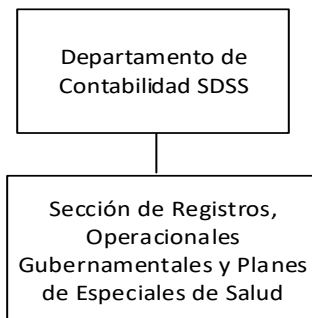 Departamento de
Contabilidad SDSS
Sección de Registros,
Operacionales
Gubernamentales y Planes
de Especiales de Salud